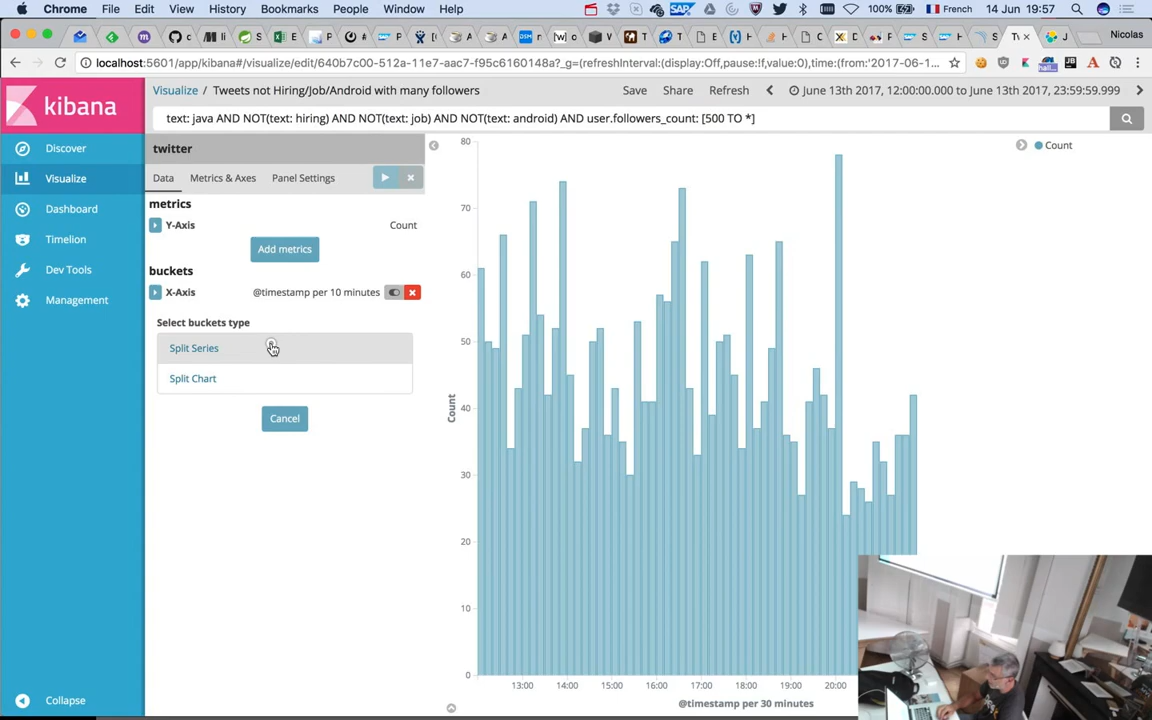 Chrome File Edit View History Bookmarks People Window Help 100% French 14 Jun 19:57
Nicolas
localhost:5601/app/kibana#/visualize/edit/640b7c00-512a-11e7-aac7-f95c6160148a?_g=(refreshInterval:(display:Off,pause:!f,value:0),time:(from:'2017-06-1...
kibana
Visualize / Tweets not Hiring/Job/Android with many followers
Save Share Refresh June 13th 2017, 12:00:00.000 to June 13th 2017, 23:59:59.999
text: java AND NOT(text: hiring) AND NOT(text: job) AND NOT(text: android) AND user.followers_count: [500 TO *]
Discover
Visualize
Dashboard
Timelion
Dev Tools
Management
Collapse
twitter
Data Metrics & Axes Panel Settings
metrics
Y-Axis Count
Add metrics
buckets
X-Axis @timestamp per 10 minutes
Select buckets type
Split Series
Split Chart
Cancel
Count
80
70
60
50
40
30
20
10
0
Count
13:00 14:00 15:00 16:00 17:00 18:00 19:00 20:00
@timestamp per 30 minutes